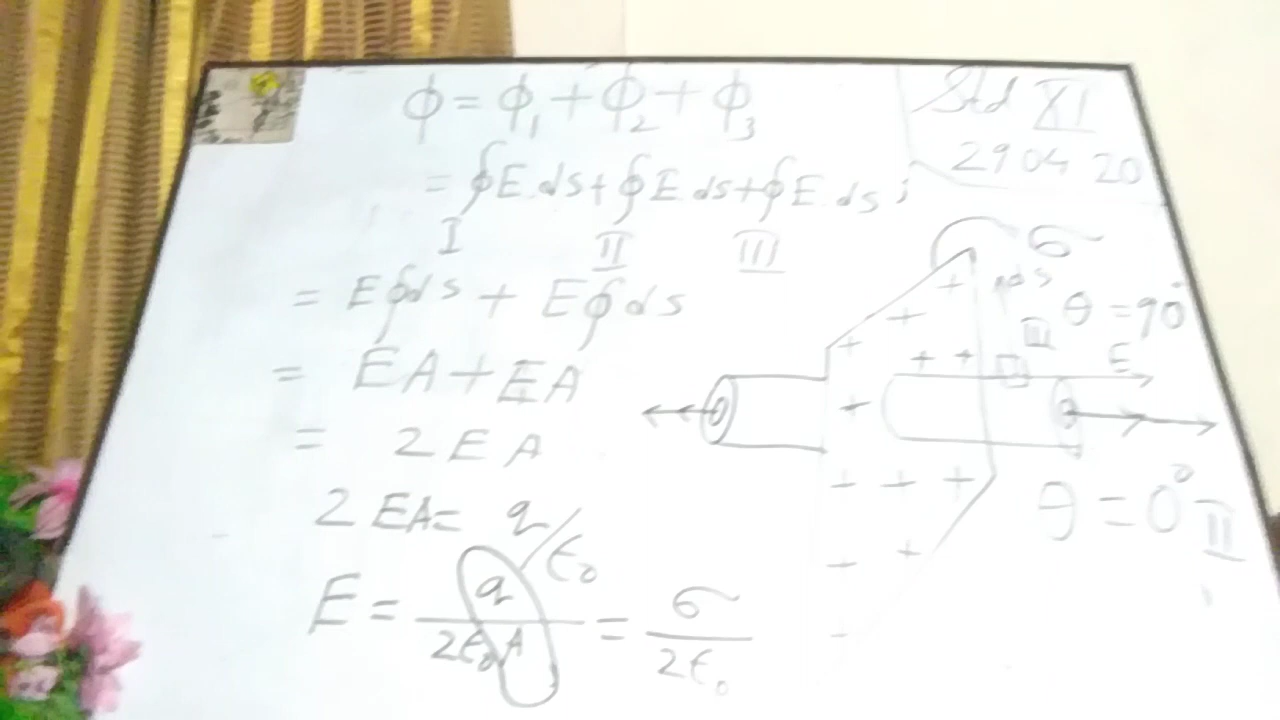 Std XI
29 04 20
ϕ = ϕ₁ + ϕ₂ + ϕ₃
= ∮E.ds + ∮E.ds + ∮E.ds ;
I II III
= E∮ds + E∮ds
= EA + EA
= 2EA
2EA = q/ε₀
E = q/2ε₀A = σ/2ε₀
σ
ds
θ = 90°
III
E
+ + + + + + + + + + + +
θ = 0° II